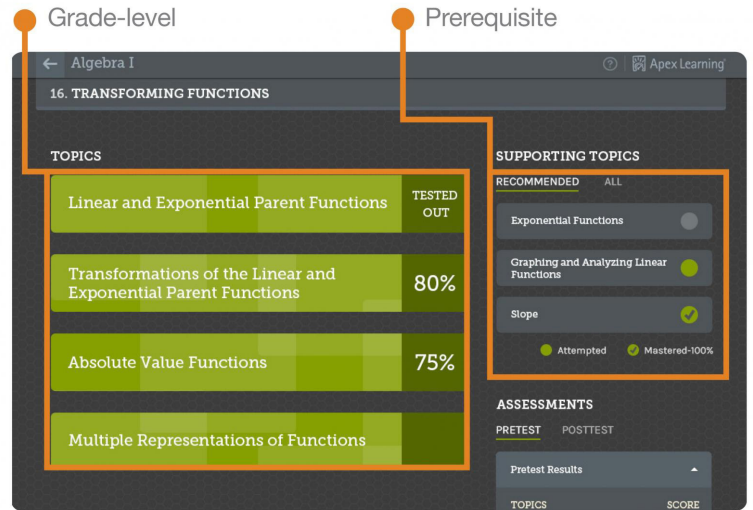 Grade-level
Prerequisite
← Algebra I
? Apex Learning
16. TRANSFORMING FUNCTIONS
TOPICS
Linear and Exponential Parent Functions
TESTED
OUT
Transformations of the Linear and
Exponential Parent Functions
80%
Absolute Value Functions
75%
Multiple Representations of Functions
SUPPORTING TOPICS
RECOMMENDED ALL
Exponential Functions
Graphing and Analyzing Linear
Functions
Slope
Attempted Mastered-100%
ASSESSMENTS
PRETEST POSTTEST
Pretest Results
TOPICS SCORE